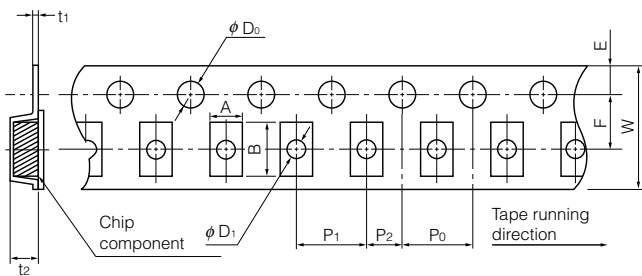 t1
ϕ D0
E
A
B
F
W
Chip
component
ϕ D1
P1
P2
P0
Tape running
direction
t2